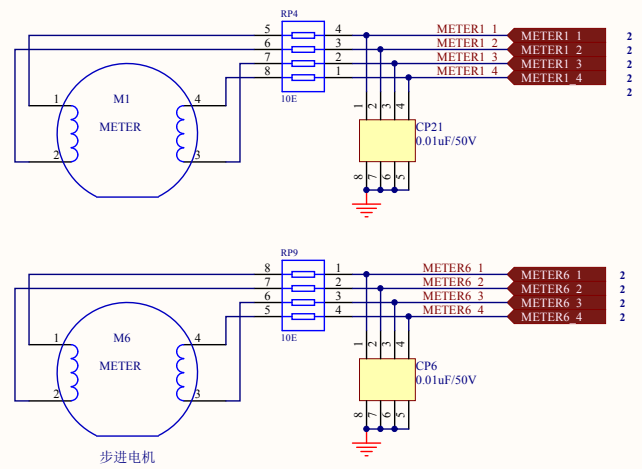 RP4
5 4 METER1_1 METER1_1 2
6 3 METER1_2 METER1_2 2
7 2 METER1_3 METER1_3 2
8 1 METER1_4 METER1_4 2
2
10E
M1
METER
1 4
2 3
1 2 3 4
CP21
0.01uF/50V
8 7 6 5
RP9
8 1 METER6_1 METER6_1 2
7 2 METER6_2 METER6_2 2
6 3 METER6_3 METER6_3 2
5 4 METER6_4 METER6_4 2
10E
M6
METER
1 4
2 3
1 2 3 4
CP6
0.01uF/50V
8 7 6 5
步进电机